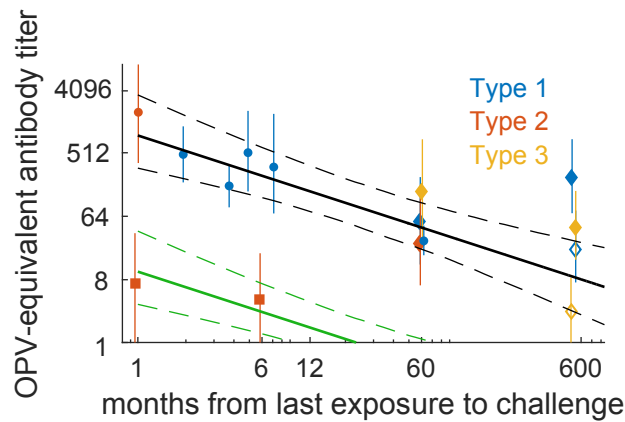 OPV-equivalent antibody titer
4096
512
64
8
1
Type 1
Type 2
Type 3
1 6 12 60 600
months from last exposure to challenge